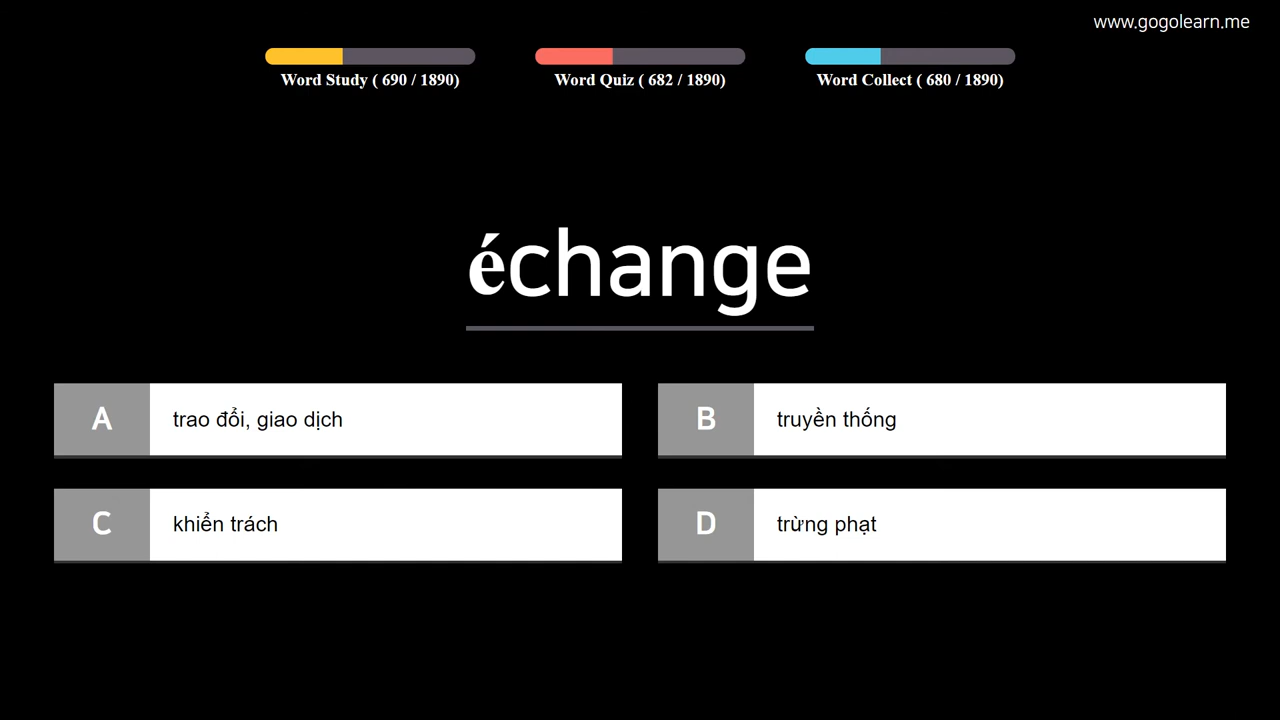 www.gogolearn.me
Word Study ( 690 / 1890)
Word Quiz ( 682 / 1890)
Word Collect ( 680 / 1890)
échange
A trao đổi, giao dịch
B truyền thống
C khiển trách
D trừng phạt